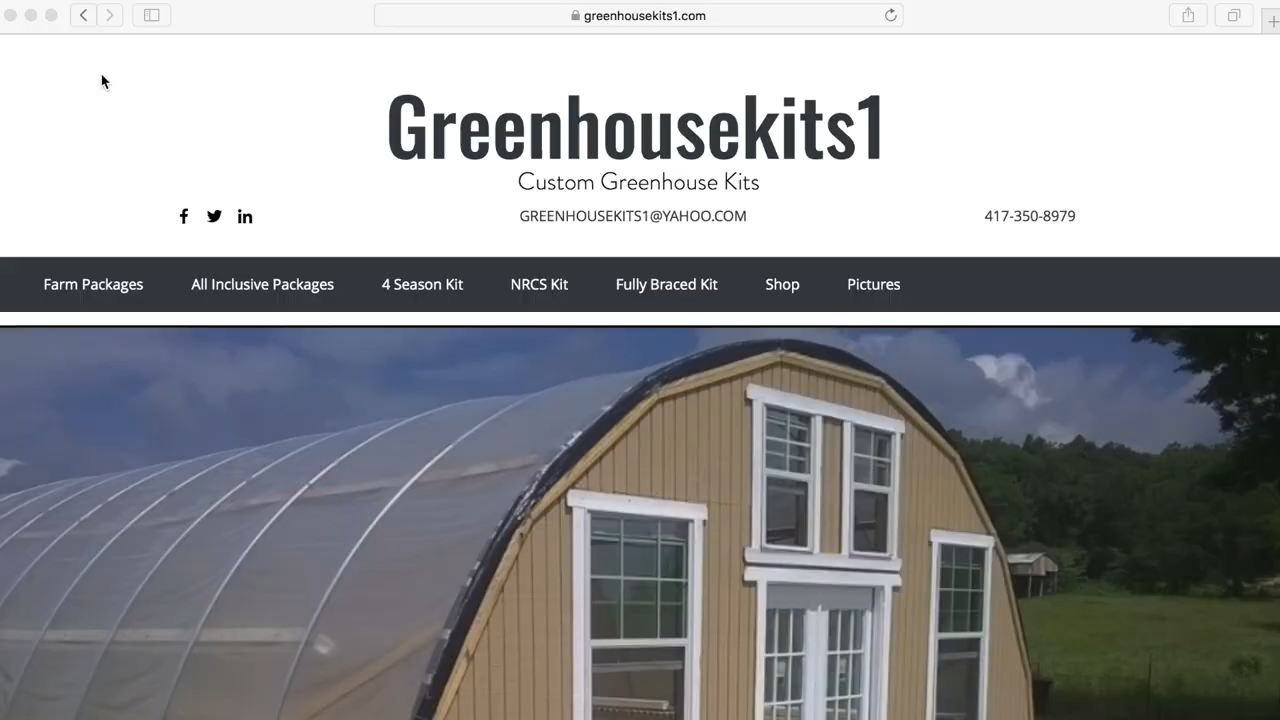 greenhousekits1.com
Greenhousekits1
Custom Greenhouse Kits
GREENHOUSEKITS1@YAHOO.COM
417-350-8979
Farm Packages
All Inclusive Packages
4 Season Kit
NRCS Kit
Fully Braced Kit
Shop
Pictures